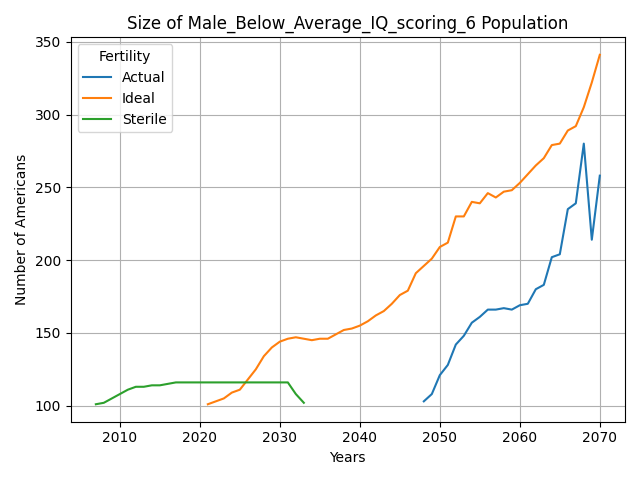 Size of Male_Below_Average_IQ_scoring_6 Population
Fertility
Actual
Ideal
Sterile
Number of Americans
350
300
250
200
150
100
2010 2020 2030 2040 2050 2060 2070
Years